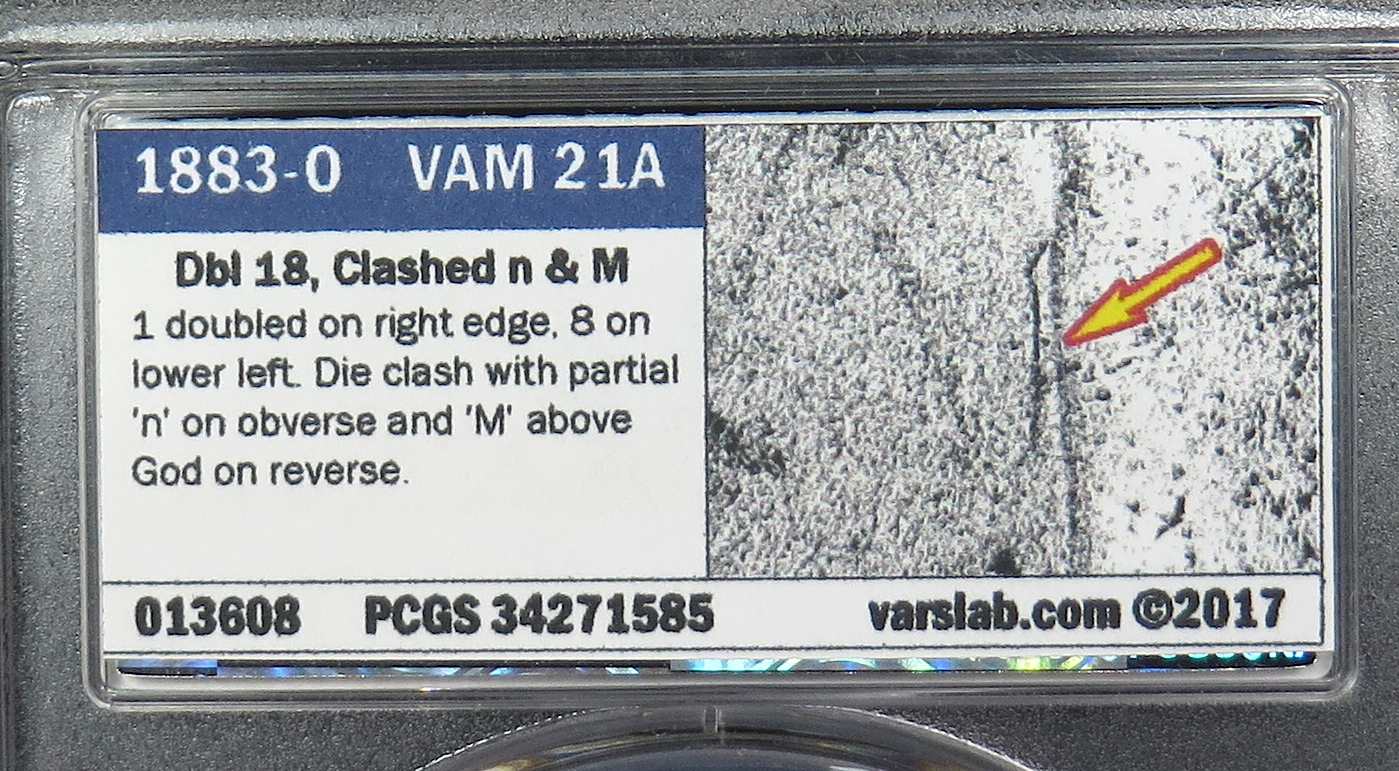 1883-O VAM 21A
Dbl 18, Clashed n & M
1 doubled on right edge, 8 on
lower left. Die clash with partial
'n' on obverse and 'M' above
God on reverse.
013608 PCGS 34271585 varslab.com ©2017